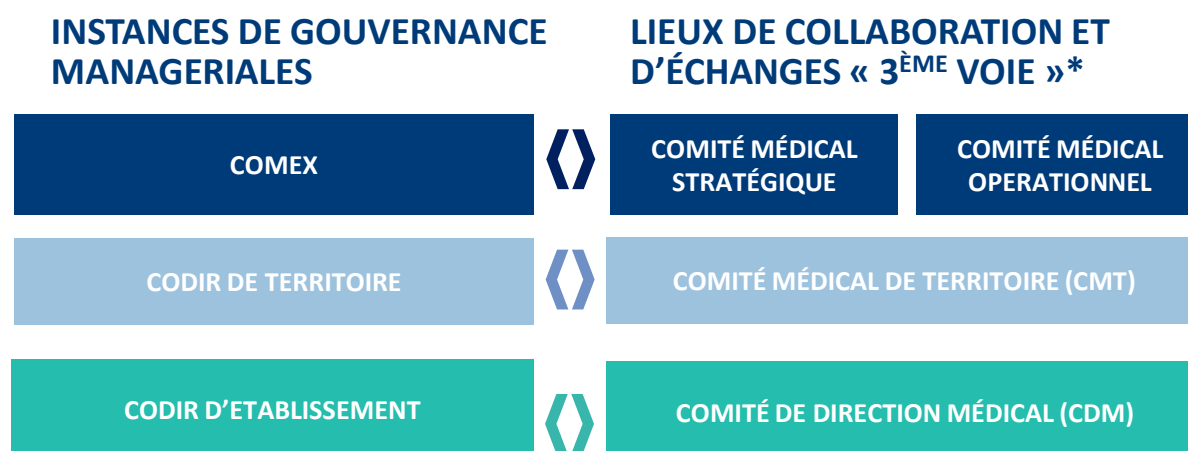 INSTANCES DE GOUVERNANCE
MANAGERIALES
LIEUX DE COLLABORATION ET
D’ÉCHANGES « 3ÈME VOIE »*
COMEX
COMITÉ MÉDICAL
STRATÉGIQUE
COMITÉ MÉDICAL
OPERATIONNEL
CODIR DE TERRITOIRE
COMITÉ MÉDICAL DE TERRITOIRE (CMT)
CODIR D’ETABLISSEMENT
COMITÉ DE DIRECTION MÉDICAL (CDM)